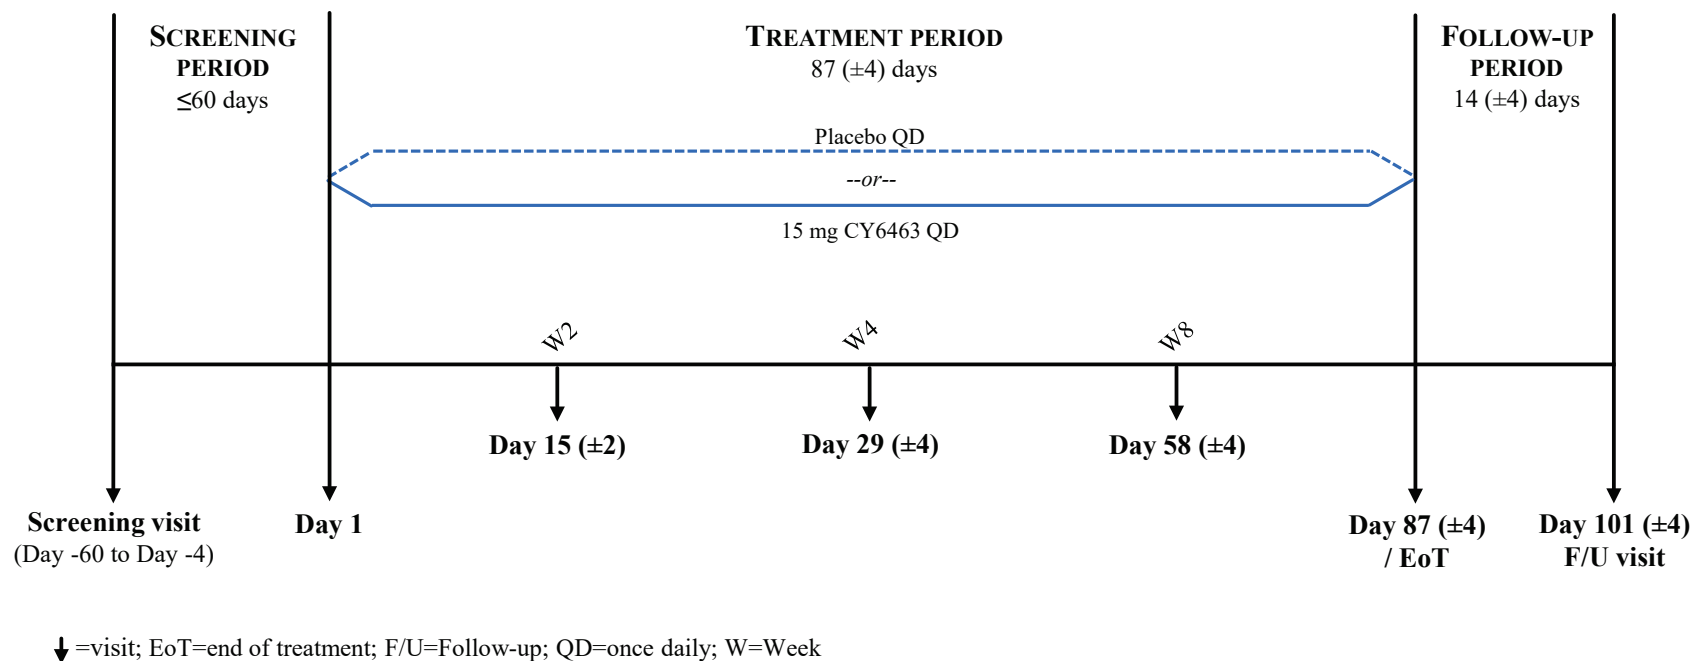 SCREENING
PERIOD
≤60 days
TREATMENT PERIOD
87 (±4) days
FOLLOW-UP
PERIOD
14 (±4) days
Placebo QD
--or--
15 mg CY6463 QD
W2
W4
W8
Day 15 (±2)
Day 29 (±4)
Day 58 (±4)
Screening visit
(Day -60 to Day -4)
Day 1
Day 87 (±4)
/ EoT
Day 101 (±4)
F/U visit
=visit; EoT=end of treatment; F/U=Follow-up; QD=once daily; W=Week